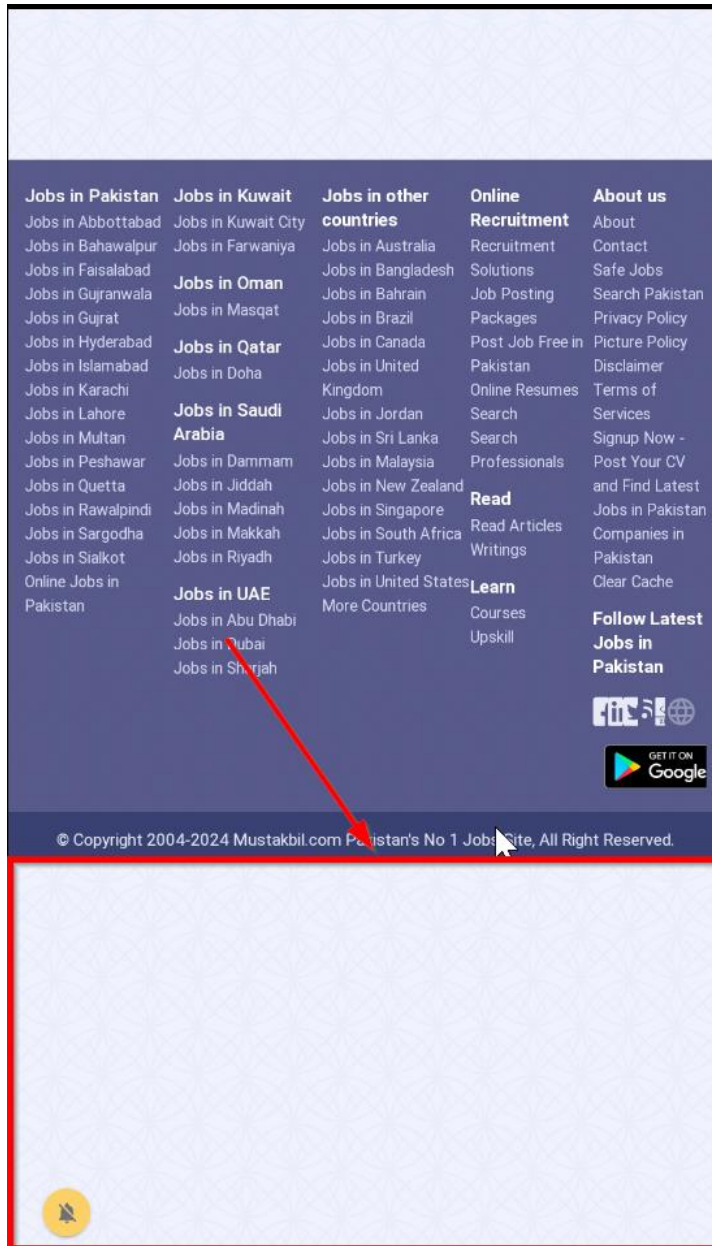 Jobs in Pakistan
Jobs in Abbottabad
Jobs in Bahawalpur
Jobs in Faisalabad
Jobs in Gujranwala
Jobs in Gujrat
Jobs in Hyderabad
Jobs in Islamabad
Jobs in Karachi
Jobs in Lahore
Jobs in Multan
Jobs in Peshawar
Jobs in Quetta
Jobs in Rawalpindi
Jobs in Sargodha
Jobs in Sialkot
Online Jobs in
Pakistan
Jobs in Kuwait
Jobs in Kuwait City
Jobs in Farwaniya
Jobs in Oman
Jobs in Masqat
Jobs in Qatar
Jobs in Doha
Jobs in Saudi
Arabia
Jobs in Dammam
Jobs in Jiddah
Jobs in Madinah
Jobs in Makkah
Jobs in Riyadh
Jobs in UAE
Jobs in Abu Dhabi
Jobs in Dubai
Jobs in Sharjah
Jobs in other
countries
Jobs in Australia
Jobs in Bangladesh
Jobs in Bahrain
Jobs in Brazil
Jobs in Canada
Jobs in United
Kingdom
Jobs in Jordan
Jobs in Sri Lanka
Jobs in Malaysia
Jobs in New Zealand
Jobs in Singapore
Jobs in South Africa
Jobs in Turkey
Jobs in United States
More Countries
Online
Recruitment
Recruitment
Solutions
Job Posting
Packages
Post Job Free in
Pakistan
Online Resumes
Search
Search
Professionals
Read
Read Articles
Writings
Learn
Courses
Upskill
About us
About
Contact
Safe Jobs
Search Pakistan
Privacy Policy
Picture Policy
Disclaimer
Terms of
Services
Signup Now -
Post Your CV
and Find Latest
Jobs in Pakistan
Companies in
Pakistan
Clear Cache
Follow Latest
Jobs in
Pakistan
GET IT ON
Google
© Copyright 2004-2024 Mustakbil.com Pakistan's No 1 Jobs Site, All Right Reserved.